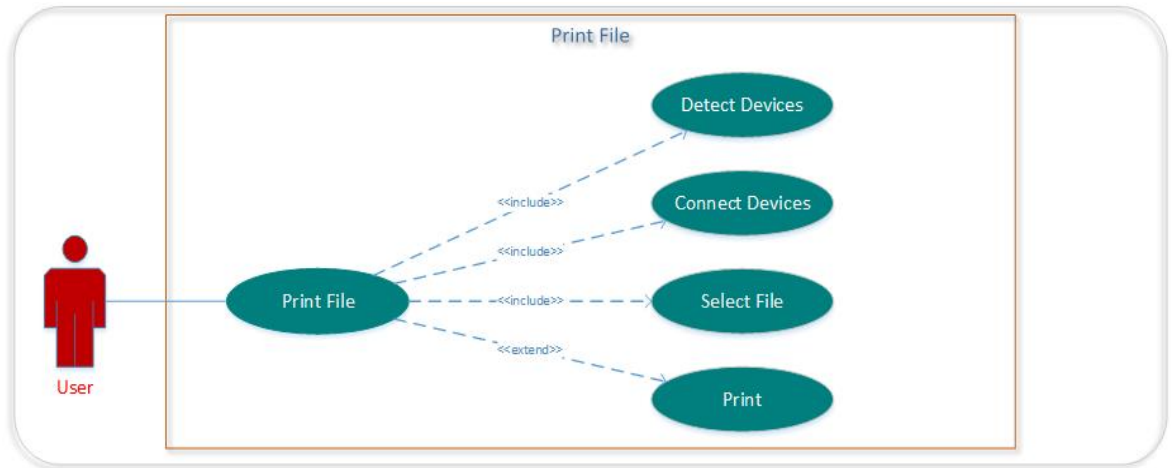 Print File
Detect Devices
<<include>>
Connect Devices
<<include>>
Print File
<<include>>
Select File
<<extend>>
User
Print